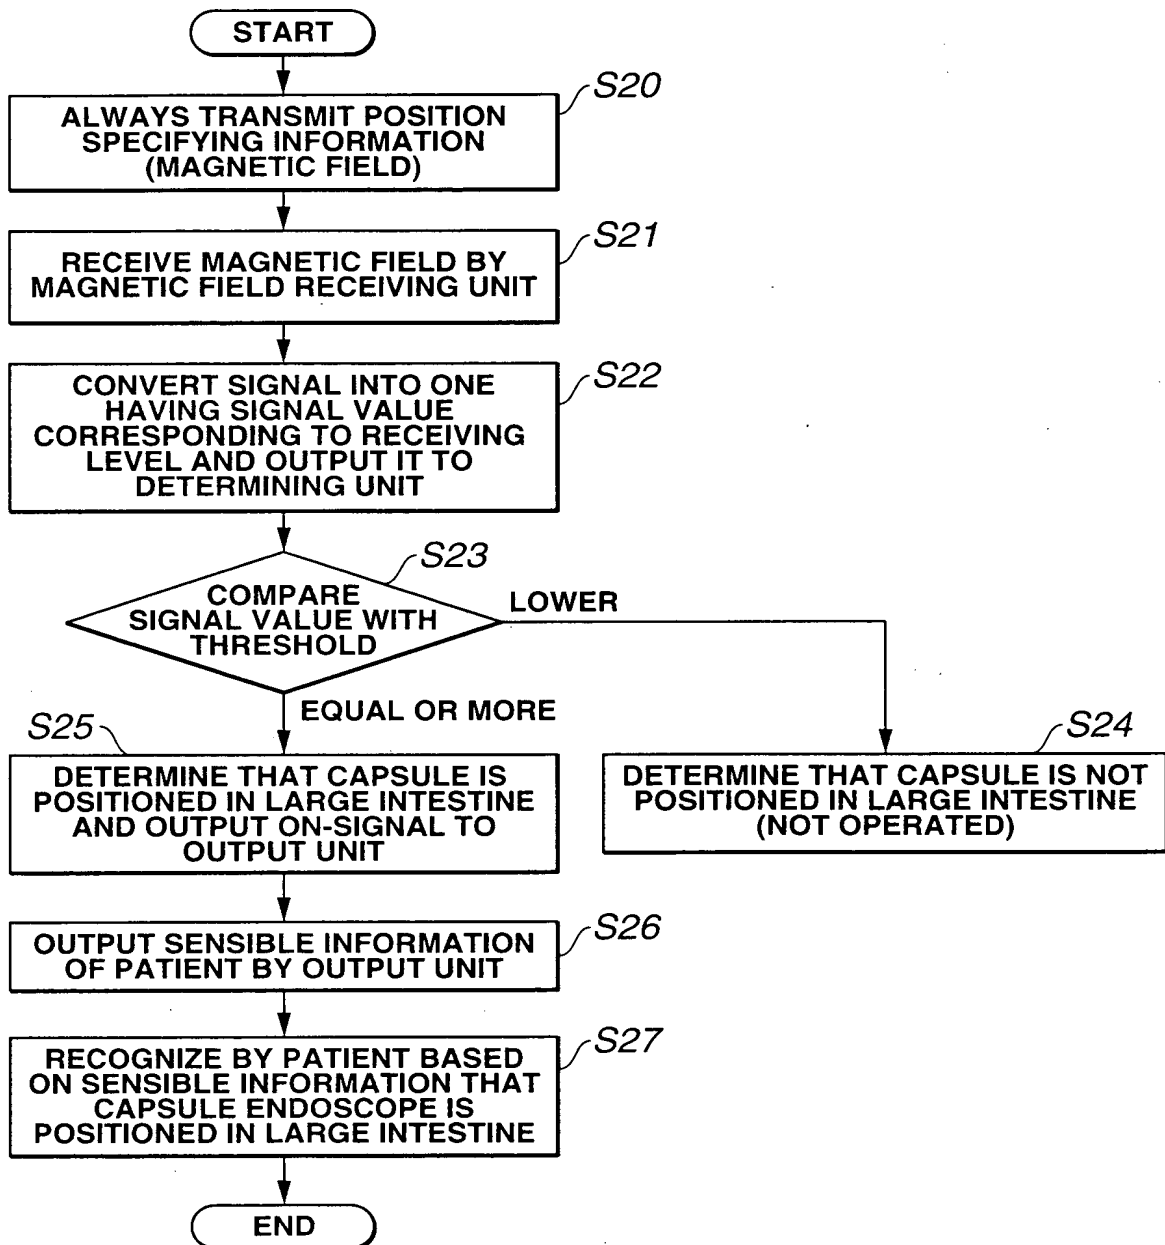 START
S20
ALWAYS TRANSMIT POSITION
SPECIFYING INFORMATION
(MAGNETIC FIELD)
S21
RECEIVE MAGNETIC FIELD BY
MAGNETIC FIELD RECEIVING UNIT
S22
CONVERT SIGNAL INTO ONE
HAVING SIGNAL VALUE
CORRESPONDING TO RECEIVING
LEVEL AND OUTPUT IT TO
DETERMINING UNIT
S23
COMPARE
SIGNAL VALUE WITH
THRESHOLD
LOWER
EQUAL OR MORE
S25
DETERMINE THAT CAPSULE IS
POSITIONED IN LARGE INTESTINE
AND OUTPUT ON-SIGNAL TO
OUTPUT UNIT
S24
DETERMINE THAT CAPSULE IS NOT
POSITIONED IN LARGE INTESTINE
(NOT OPERATED)
S26
OUTPUT SENSIBLE INFORMATION
OF PATIENT BY OUTPUT UNIT
S27
RECOGNIZE BY PATIENT BASED
ON SENSIBLE INFORMATION THAT
CAPSULE ENDOSCOPE IS
POSITIONED IN LARGE INTESTINE
END